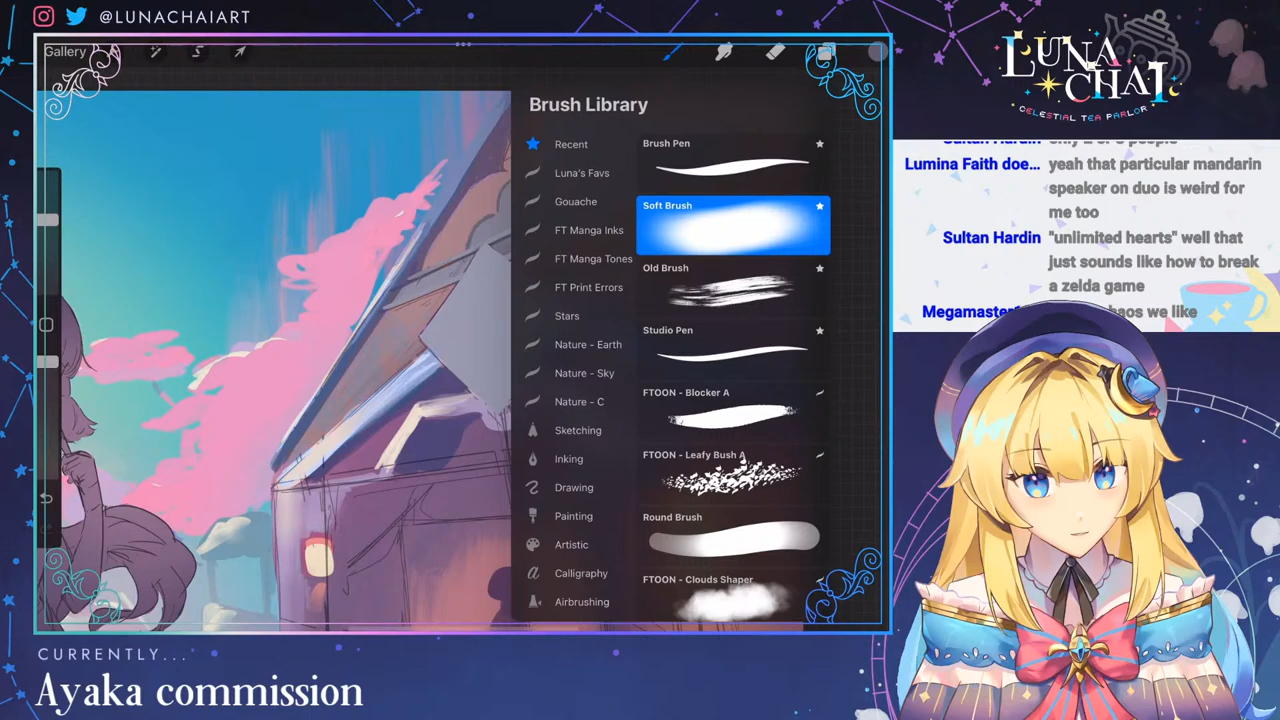 @LUNACHAIART
LUNA
CHAI
CELESTIAL TEA PARLOR
Gallery
Brush Library
Recent
Luna's Favs
Gouache
FT Manga Inks
FT Manga Tones
FT Print Errors
Stars
Nature - Earth
Nature - Sky
Nature - C
Sketching
Inking
Drawing
Painting
Artistic
Calligraphy
Airbrushing
Brush Pen
Soft Brush
Old Brush
Studio Pen
FTOON - Blocker A
FTOON - Leafy Bush A
Round Brush
FTOON - Clouds Shaper
Sultan Hardin
Lumina Faith doe... yeah that particular mandarin
speaker on duo is weird for
me too
Sultan Hardin "unlimited hearts" well that
just sounds like how to break
a zelda game
Megamaster we like
CURRENTLY...
Ayaka commission